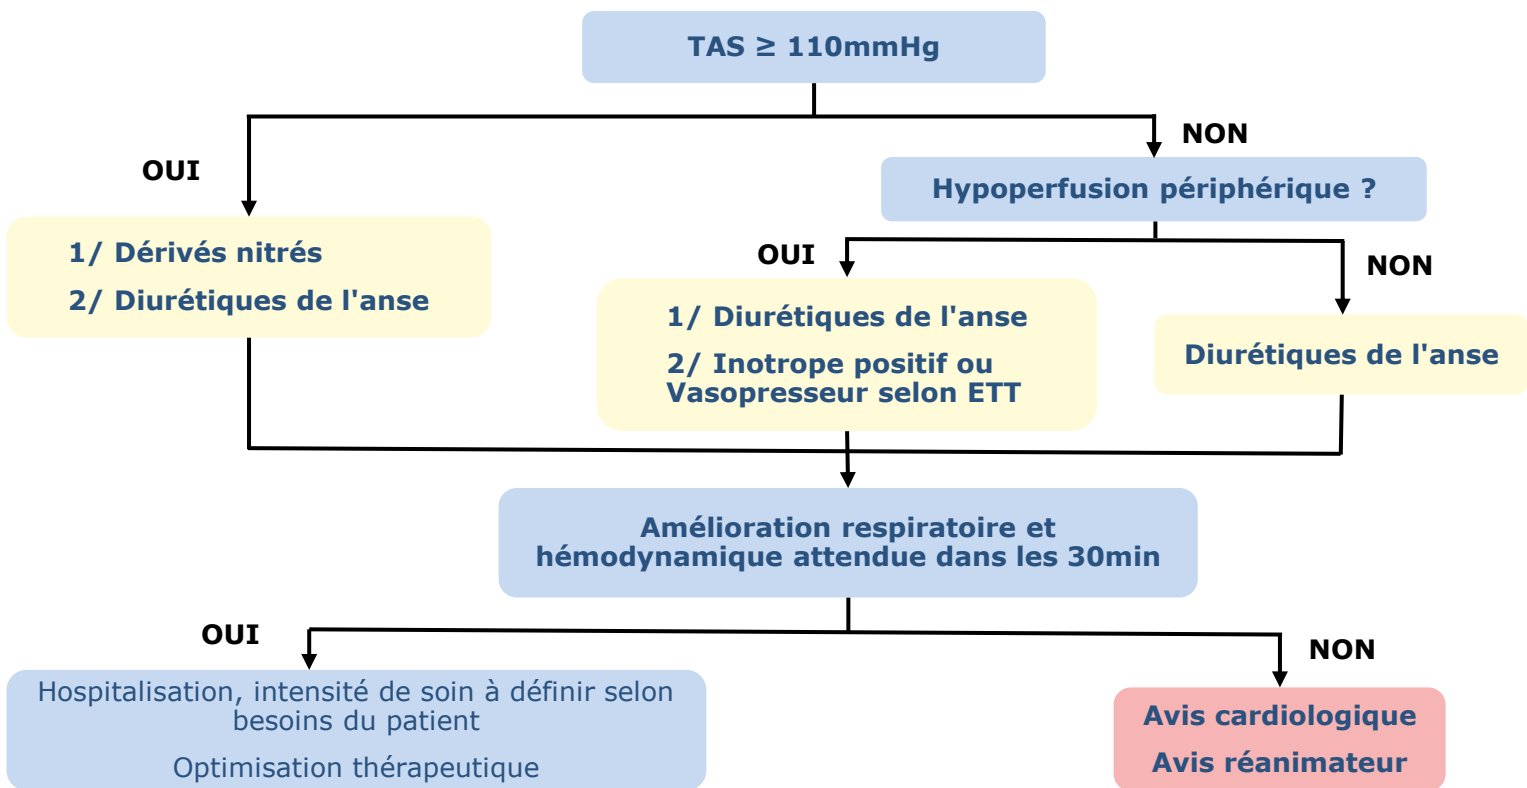 TAS ≥ 110mmHg
OUI
NON
Hypoperfusion périphérique ?
1/ Dérivés nitrés
2/ Diurétiques de l'anse
OUI
NON
1/ Diurétiques de l'anse
2/ Inotrope positif ou
Vasopresseur selon ETT
Diurétiques de l'anse
Amélioration respiratoire et
hémodynamique attendue dans les 30min
OUI
NON
Hospitalisation, intensité de soin à définir selon
besoins du patient
Optimisation thérapeutique
Avis cardiologique
Avis réanimateur